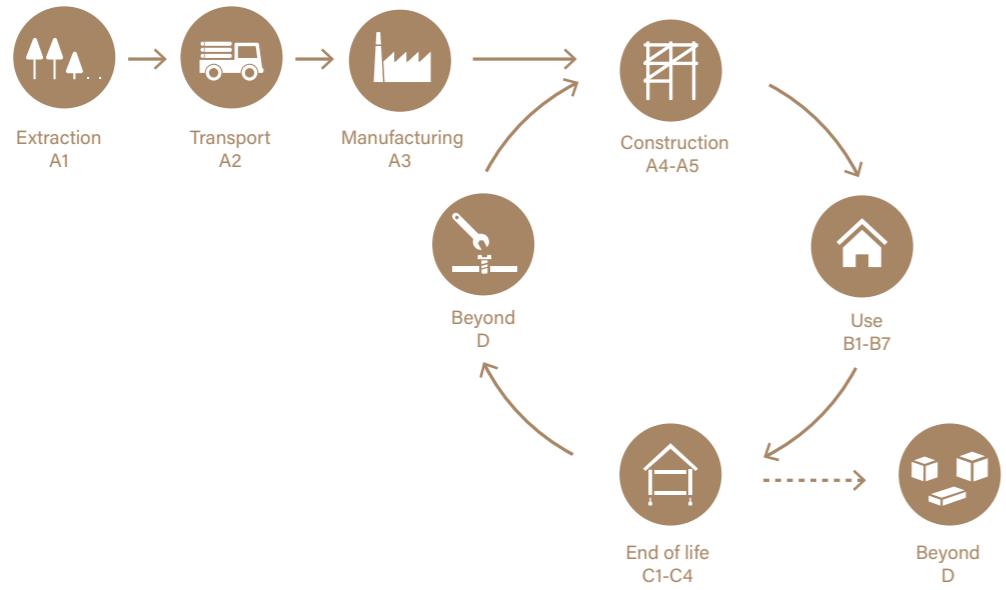 Extraction
A1
Transport
A2
Manufacturing
A3
Construction
A4-A5
Beyond
D
Use
B1-B7
End of life
C1-C4
Beyond
D